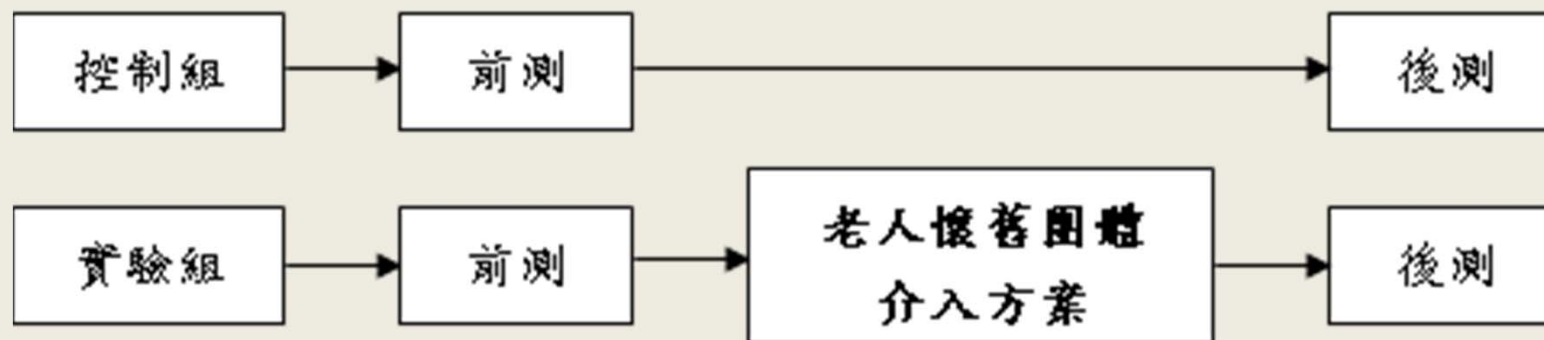 控制組
前測
後測
實驗組
前測
老人懷舊團體
介入方案
後測